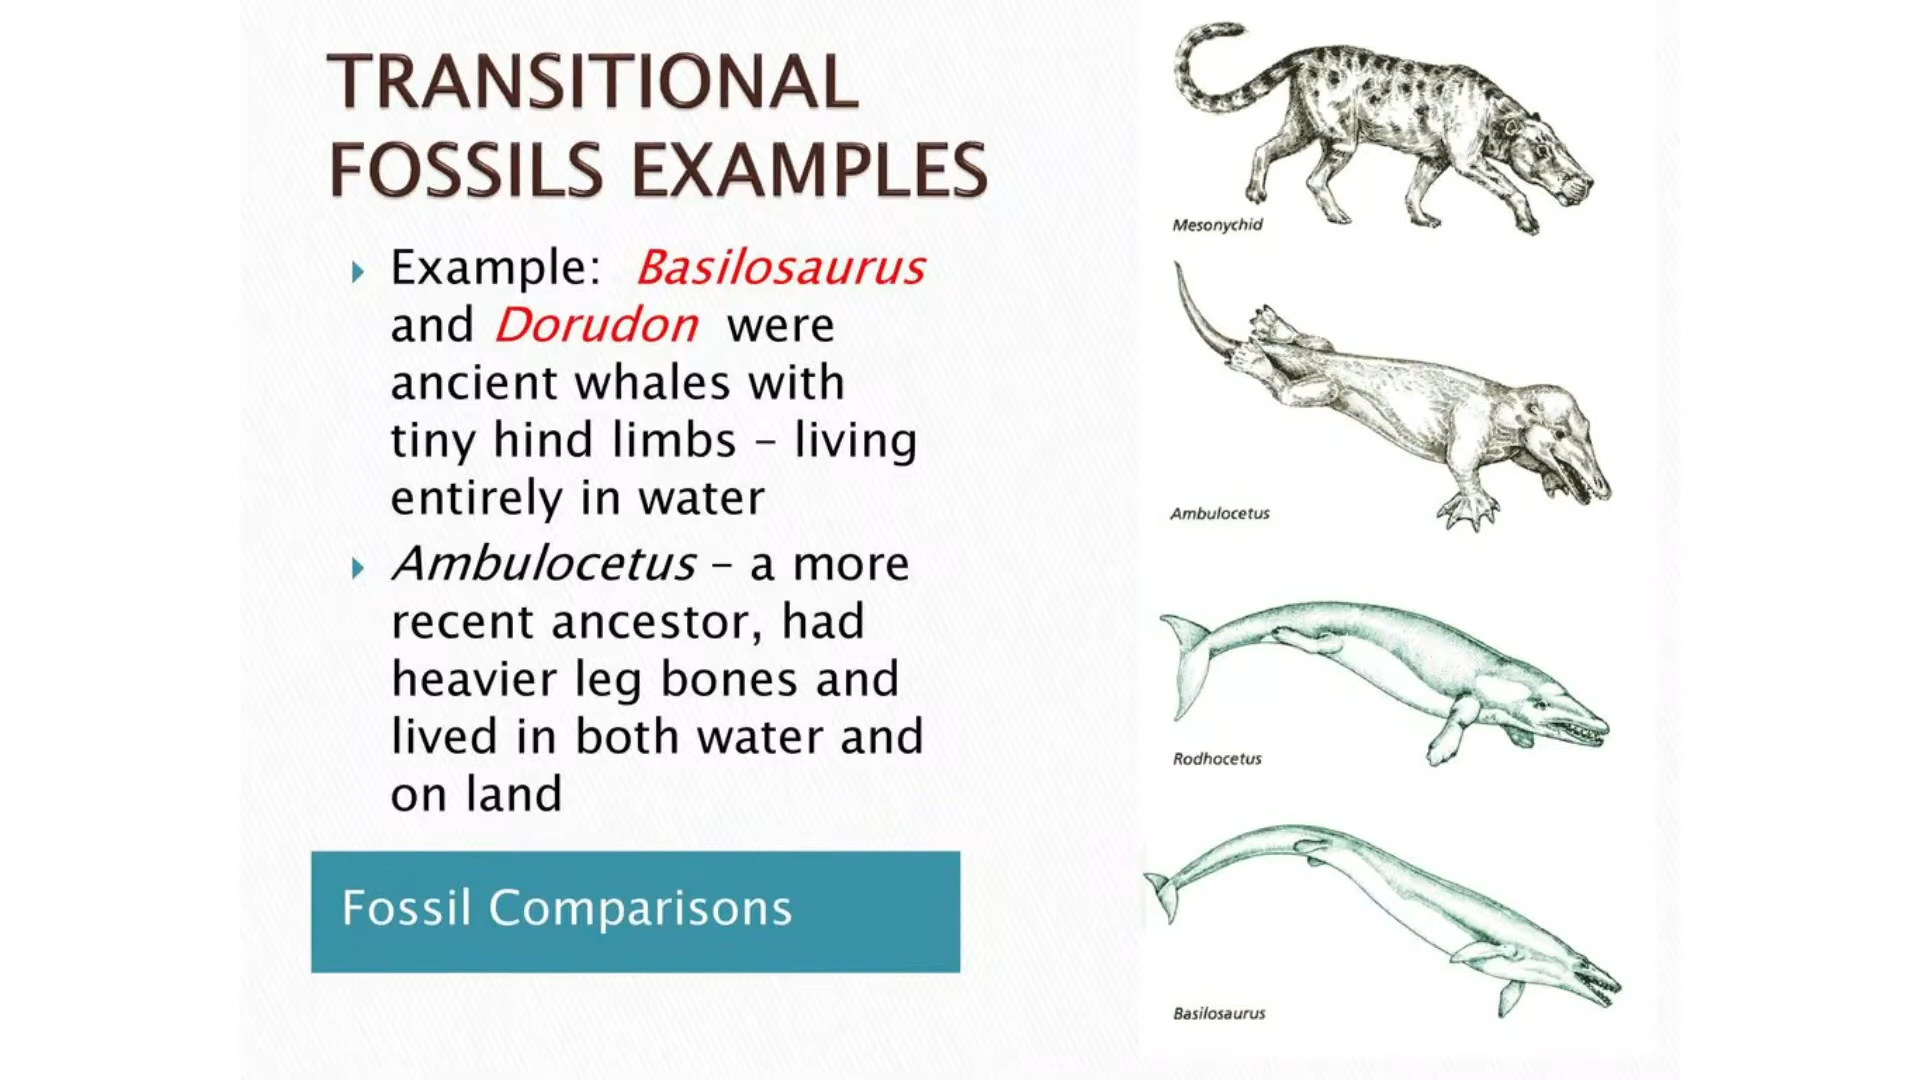 TRANSITIONAL
FOSSILS EXAMPLES
Example: Basilosaurus
and Dorudon were
ancient whales with
tiny hind limbs – living
entirely in water
Ambulocetus – a more
recent ancestor, had
heavier leg bones and
lived in both water and
on land
Fossil Comparisons
Mesonychid
Ambulocetus
Rodhocetus
Basilosaurus